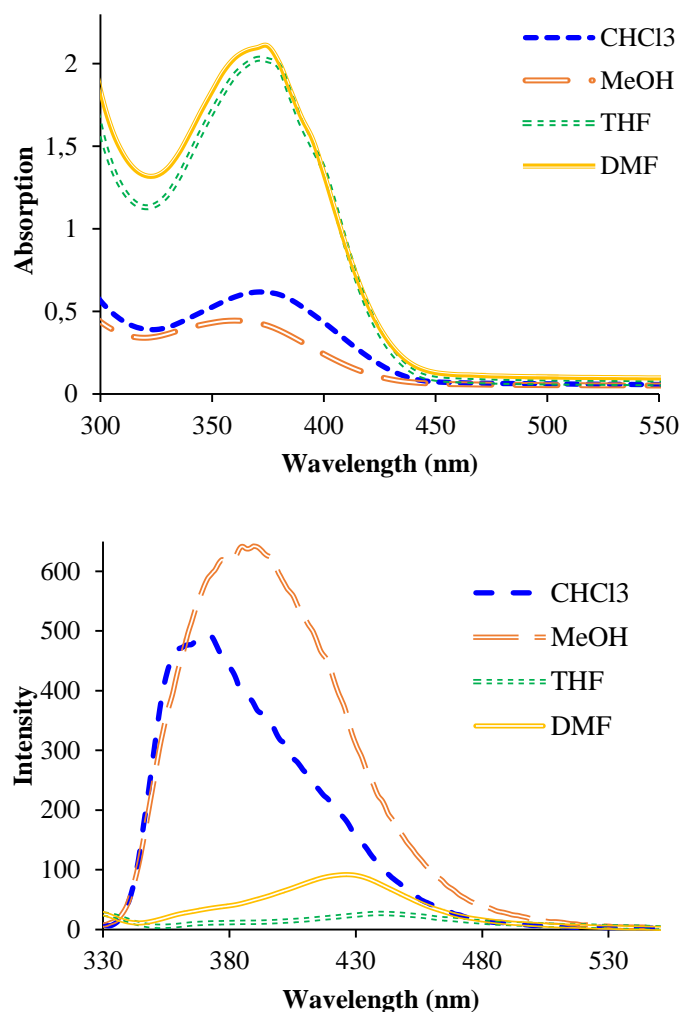 CHCl3
MeOH
THF
DMF
2
1,5
1
0,5
0
Absorption
300
350
400
450
500
550
Wavelength (nm)
600
500
400
300
200
100
0
Intensity
CHCl3
MeOH
THF
DMF
330
380
430
480
530
Wavelength (nm)